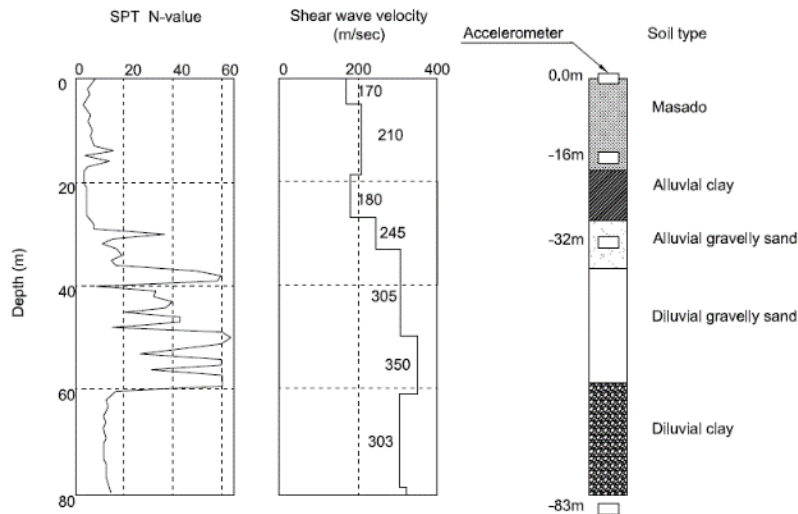 SPT N-value
0 20 40 60
0
20
40
60
80
Depth (m)
Shear wave velocity
(m/sec)
0 200 400
170
210
180
245
305
350
303
Accelerometer
Soil type
0.0m
-16m
-32m
-83m
Masado
Alluvial clay
Alluvial gravelly sand
Diluvial gravelly sand
Diluvial clay